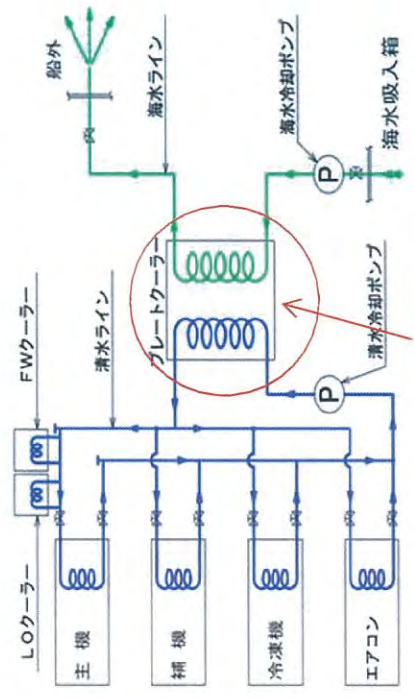 船外
海水ライン
海水冷却ポンプ
P
海水吸入箱
プレートクーラー
清水ライン
FWクーラー
LOクーラー
清水冷却ポンプ
P
主機
補機
冷凍機
エアコン